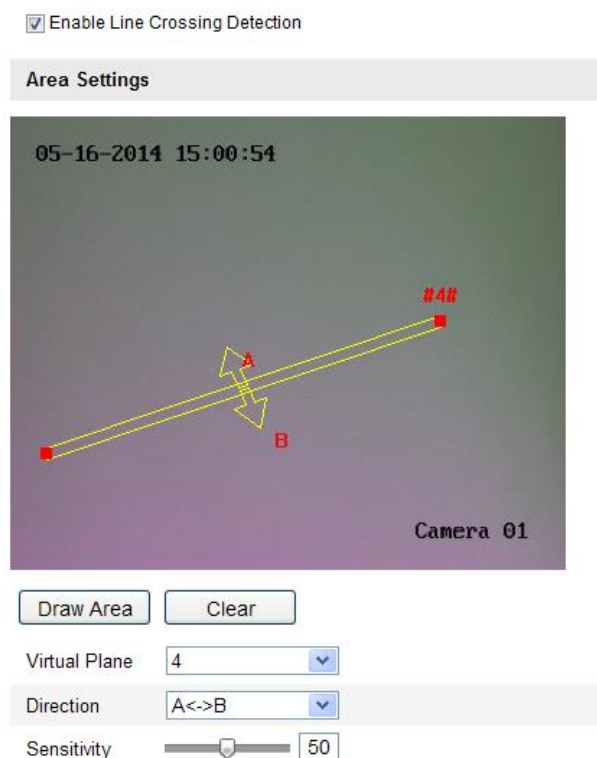 Enable Line Crossing Detection
Area Settings
05-16-2014 15:00:54
#4#
A
B
Camera 01
Draw Area Clear
Virtual Plane 4
Direction A<->B
Sensitivity 50